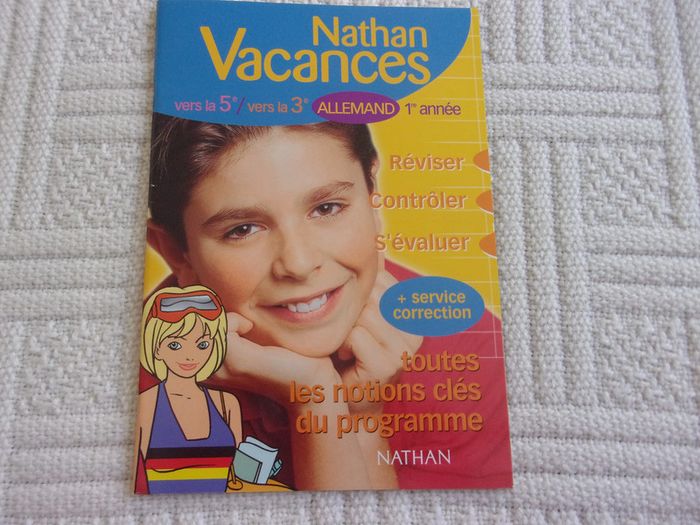 Nathan
Vacances
vers la 5e/vers la 3e ALLEMAND 1re année
Réviser
Contrôler
S'évaluer
+ service
correction
toutes
les notions clés
du programme
NATHAN